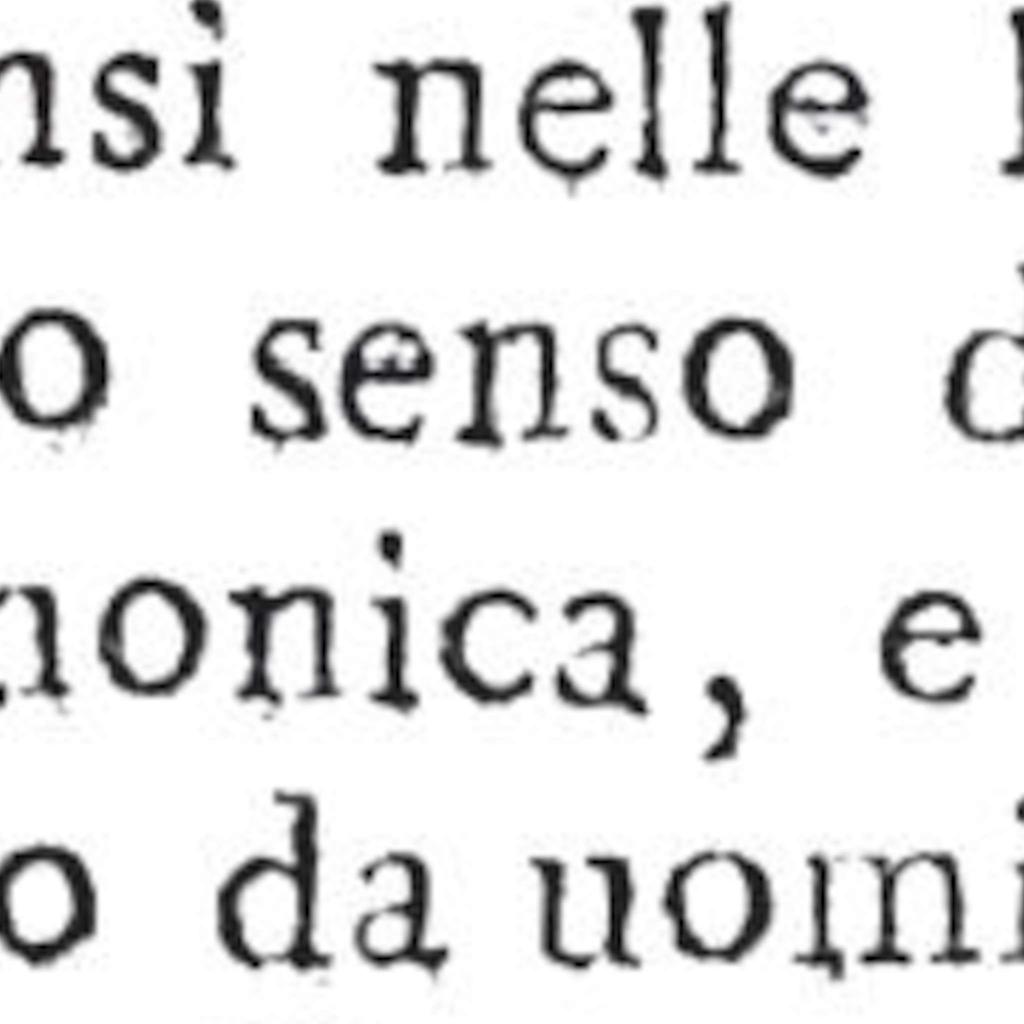 nsi nelle l
o senso d
nonica, e
o da uomi